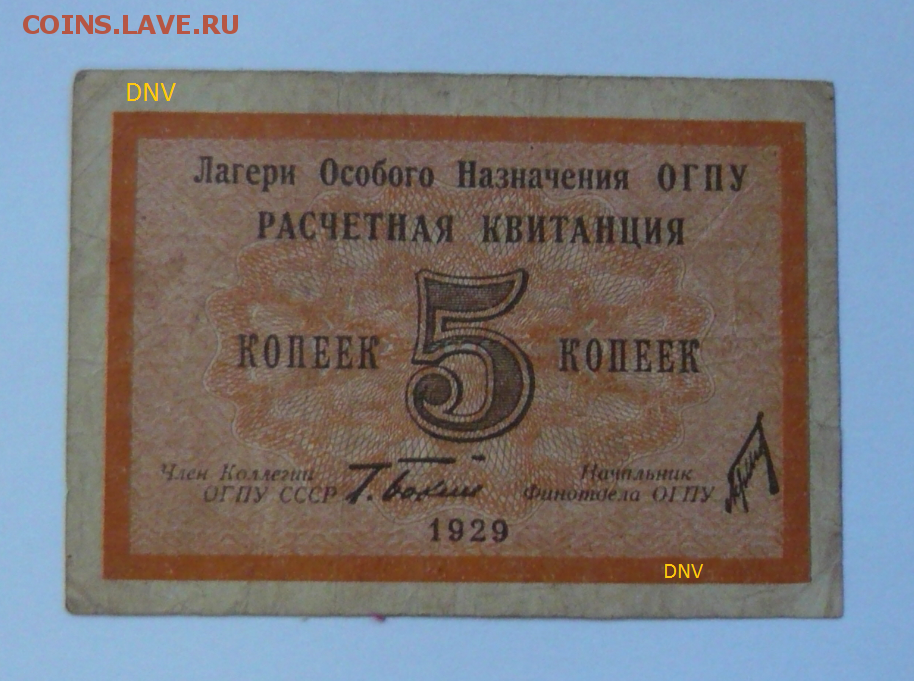 COINS.LAVE.RU
DNV
Лагери Особого Назначения ОГПУ
РАСЧЕТНАЯ КВИТАНЦИЯ
КОПЕЕК 5 КОПЕЕК
Член Коллегии
ОГПУ СССР Г. Бокий
Начальник
Финотдела ОГПУ
1929
DNV